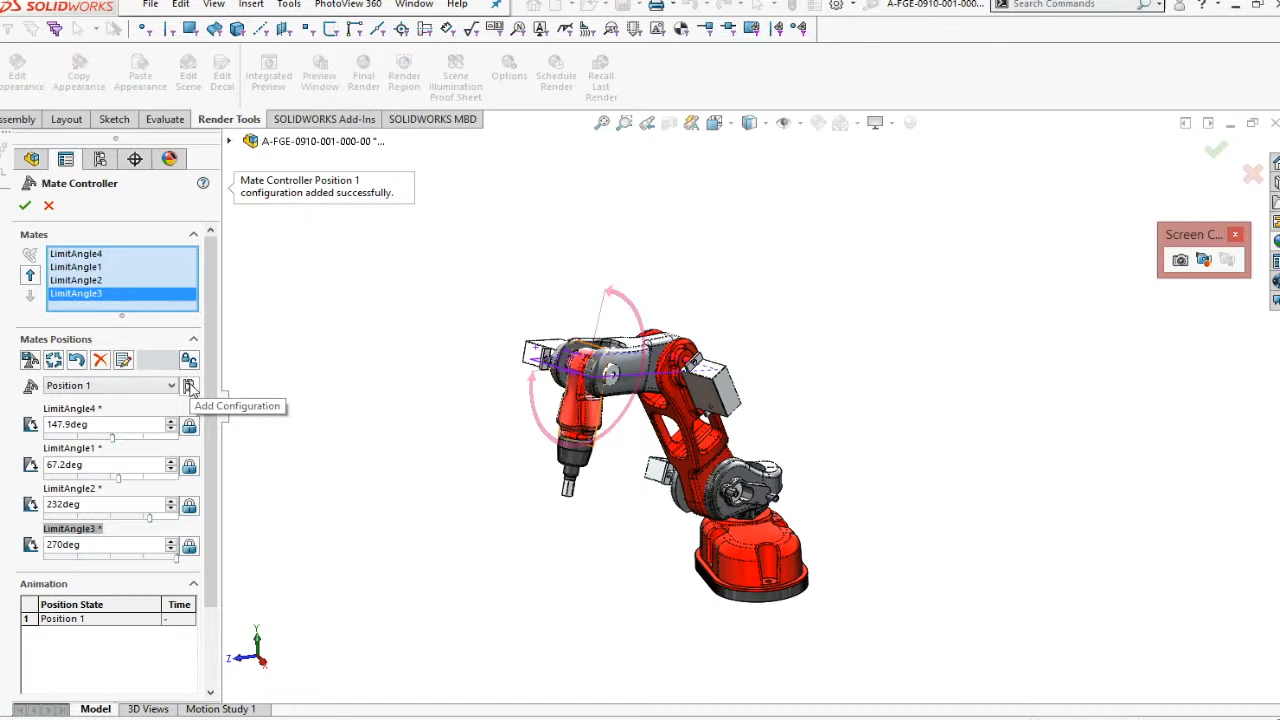 SOLIDWORKS
File Edit View Insert Tools PhotoView 360 Window Help
A-FGE-0910-001-000-...
Search Commands
Edit Appearance
Copy Appearance
Paste Appearance
Edit Scene
Edit Decal
Integrated Preview
Preview Window
Final Render
Render Region
Scene Illumination Proof Sheet
Options
Schedule Render
Recall Last Render
ssembly Layout Sketch Evaluate Render Tools SOLIDWORKS Add-Ins SOLIDWORKS MBD
A-FGE-0910-001-000-00 *...
Mate Controller
?
Mate Controller Position 1
configuration added successfully.
Screen C...
Mates
LimitAngle4
LimitAngle1
LimitAngle2
LimitAngle3
Mates Positions
Position 1
Add Configuration
LimitAngle4 *
147.9deg
LimitAngle1 *
67.2deg
LimitAngle2 *
232deg
LimitAngle3 *
270deg
Animation
Position State Time
1 Position 1 -
Y
Z
X
Model 3D Views Motion Study 1